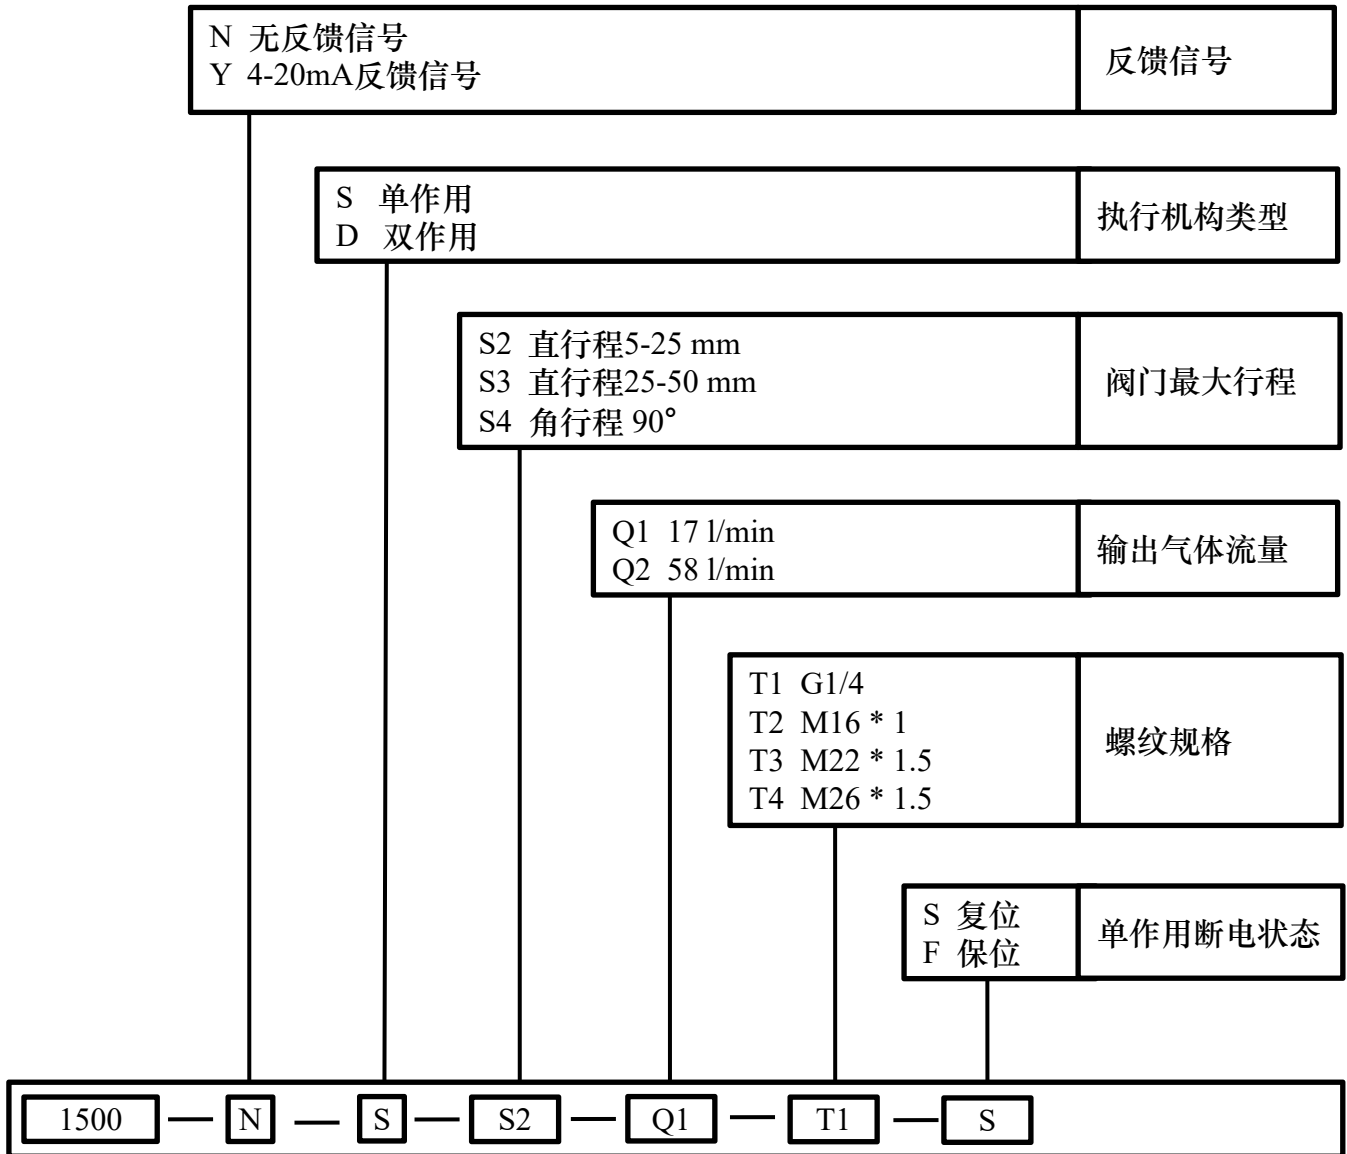 N 无反馈信号
Y 4-20mA反馈信号
反馈信号
S 单作用
D 双作用
执行机构类型
S2 直行程5-25 mm
S3 直行程25-50 mm
S4 角行程 90°
阀门最大行程
Q1 17 l/min
Q2 58 l/min
输出气体流量
T1 G1/4
T2 M16 * 1
T3 M22 * 1.5
T4 M26 * 1.5
螺纹规格
S 复位
F 保位
单作用断电状态
1500 — N — S — S2 — Q1 — T1 — S